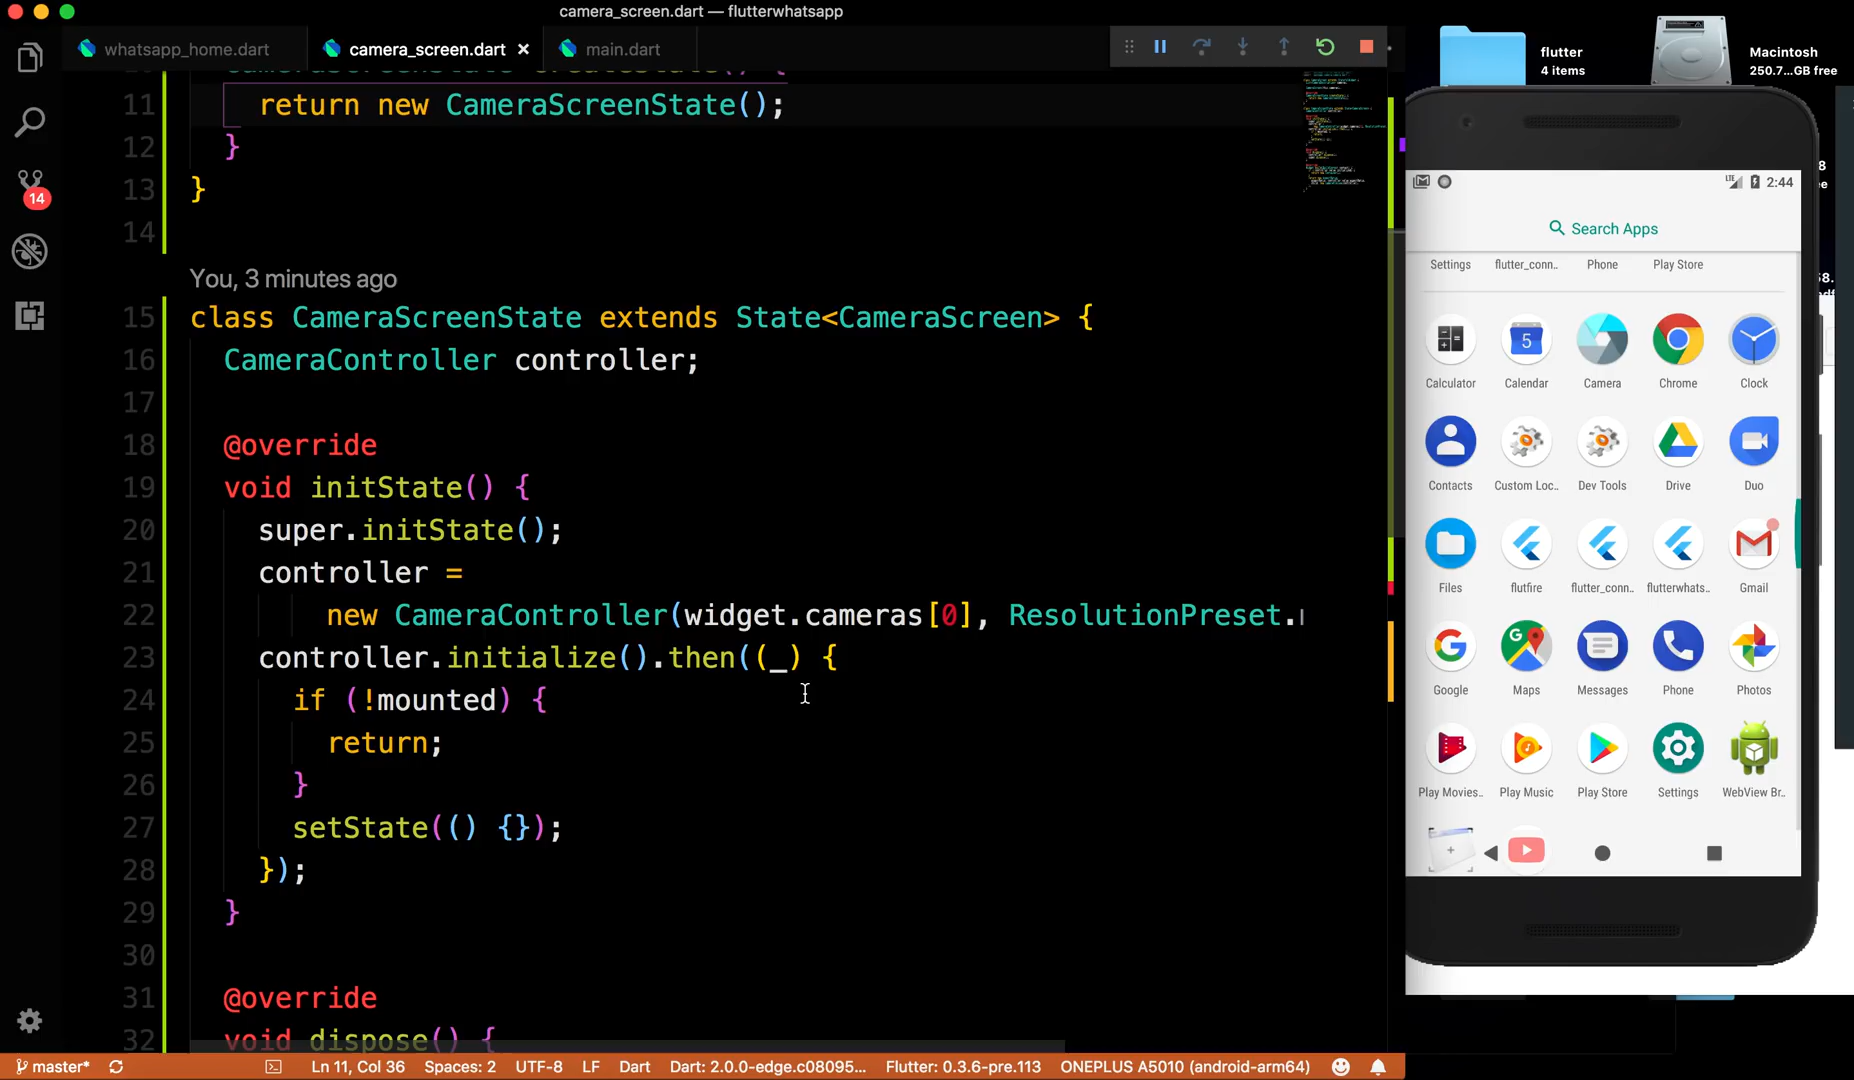 camera_screen.dart — flutterwhatsapp
whatsapp_home.dart
camera_screen.dart ×
main.dart
11 return new CameraScreenState();
12 }
13 }
14
You, 3 minutes ago
15 class CameraScreenState extends State<CameraScreen> {
16 CameraController controller;
17
18 @override
19 void initState() {
20 super.initState();
21 controller =
22 new CameraController(widget.cameras[0], ResolutionPreset.
23 controller.initialize().then((_) {
24 if (!mounted) {
25 return;
26 }
27 setState(() {});
28 });
29 }
30
31 @override
32 void dispose() {
14
master* Ln 11, Col 36 Spaces: 2 UTF-8 LF Dart Dart: 2.0.0-edge.c08095... Flutter: 0.3.6-pre.113 ONEPLUS A5010 (android-arm64)
flutter
4 items
Macintosh
250.7...GB free
LTE 2:44
Search Apps
Settings flutter_conn.. Phone Play Store
Calculator Calendar Camera Chrome Clock
Contacts Custom Loc.. Dev Tools Drive Duo
Files flutfire flutter_conn.. flutterwhats.. Gmail
Google Maps Messages Phone Photos
Play Movies.. Play Music Play Store Settings WebView Br..